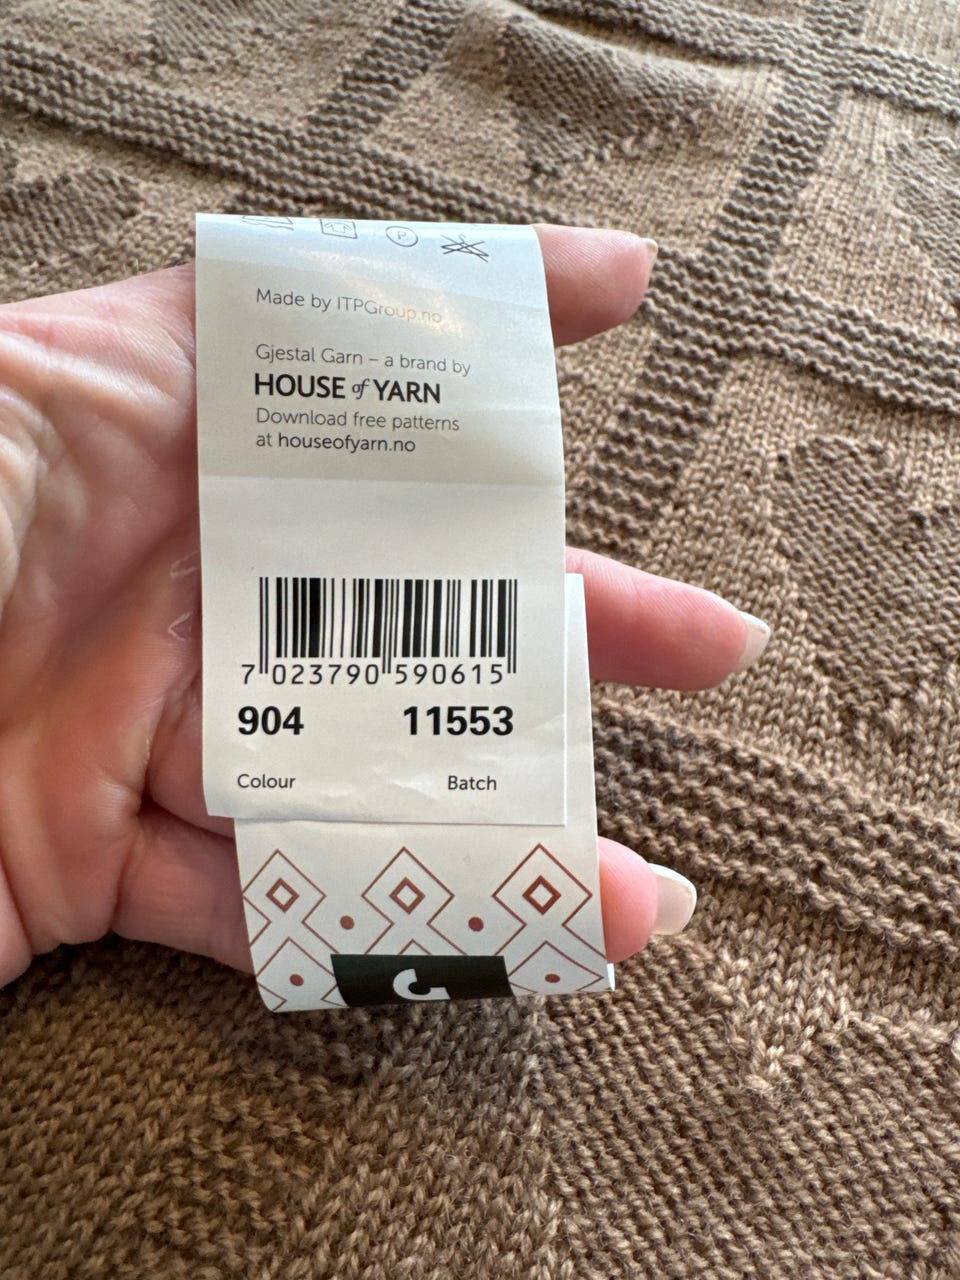 P
Made by ITPGroup.no
Gjestal Garn – a brand by
HOUSE of YARN
Download free patterns
at houseofyarn.no
7 023790 590615
904 11553
Colour Batch